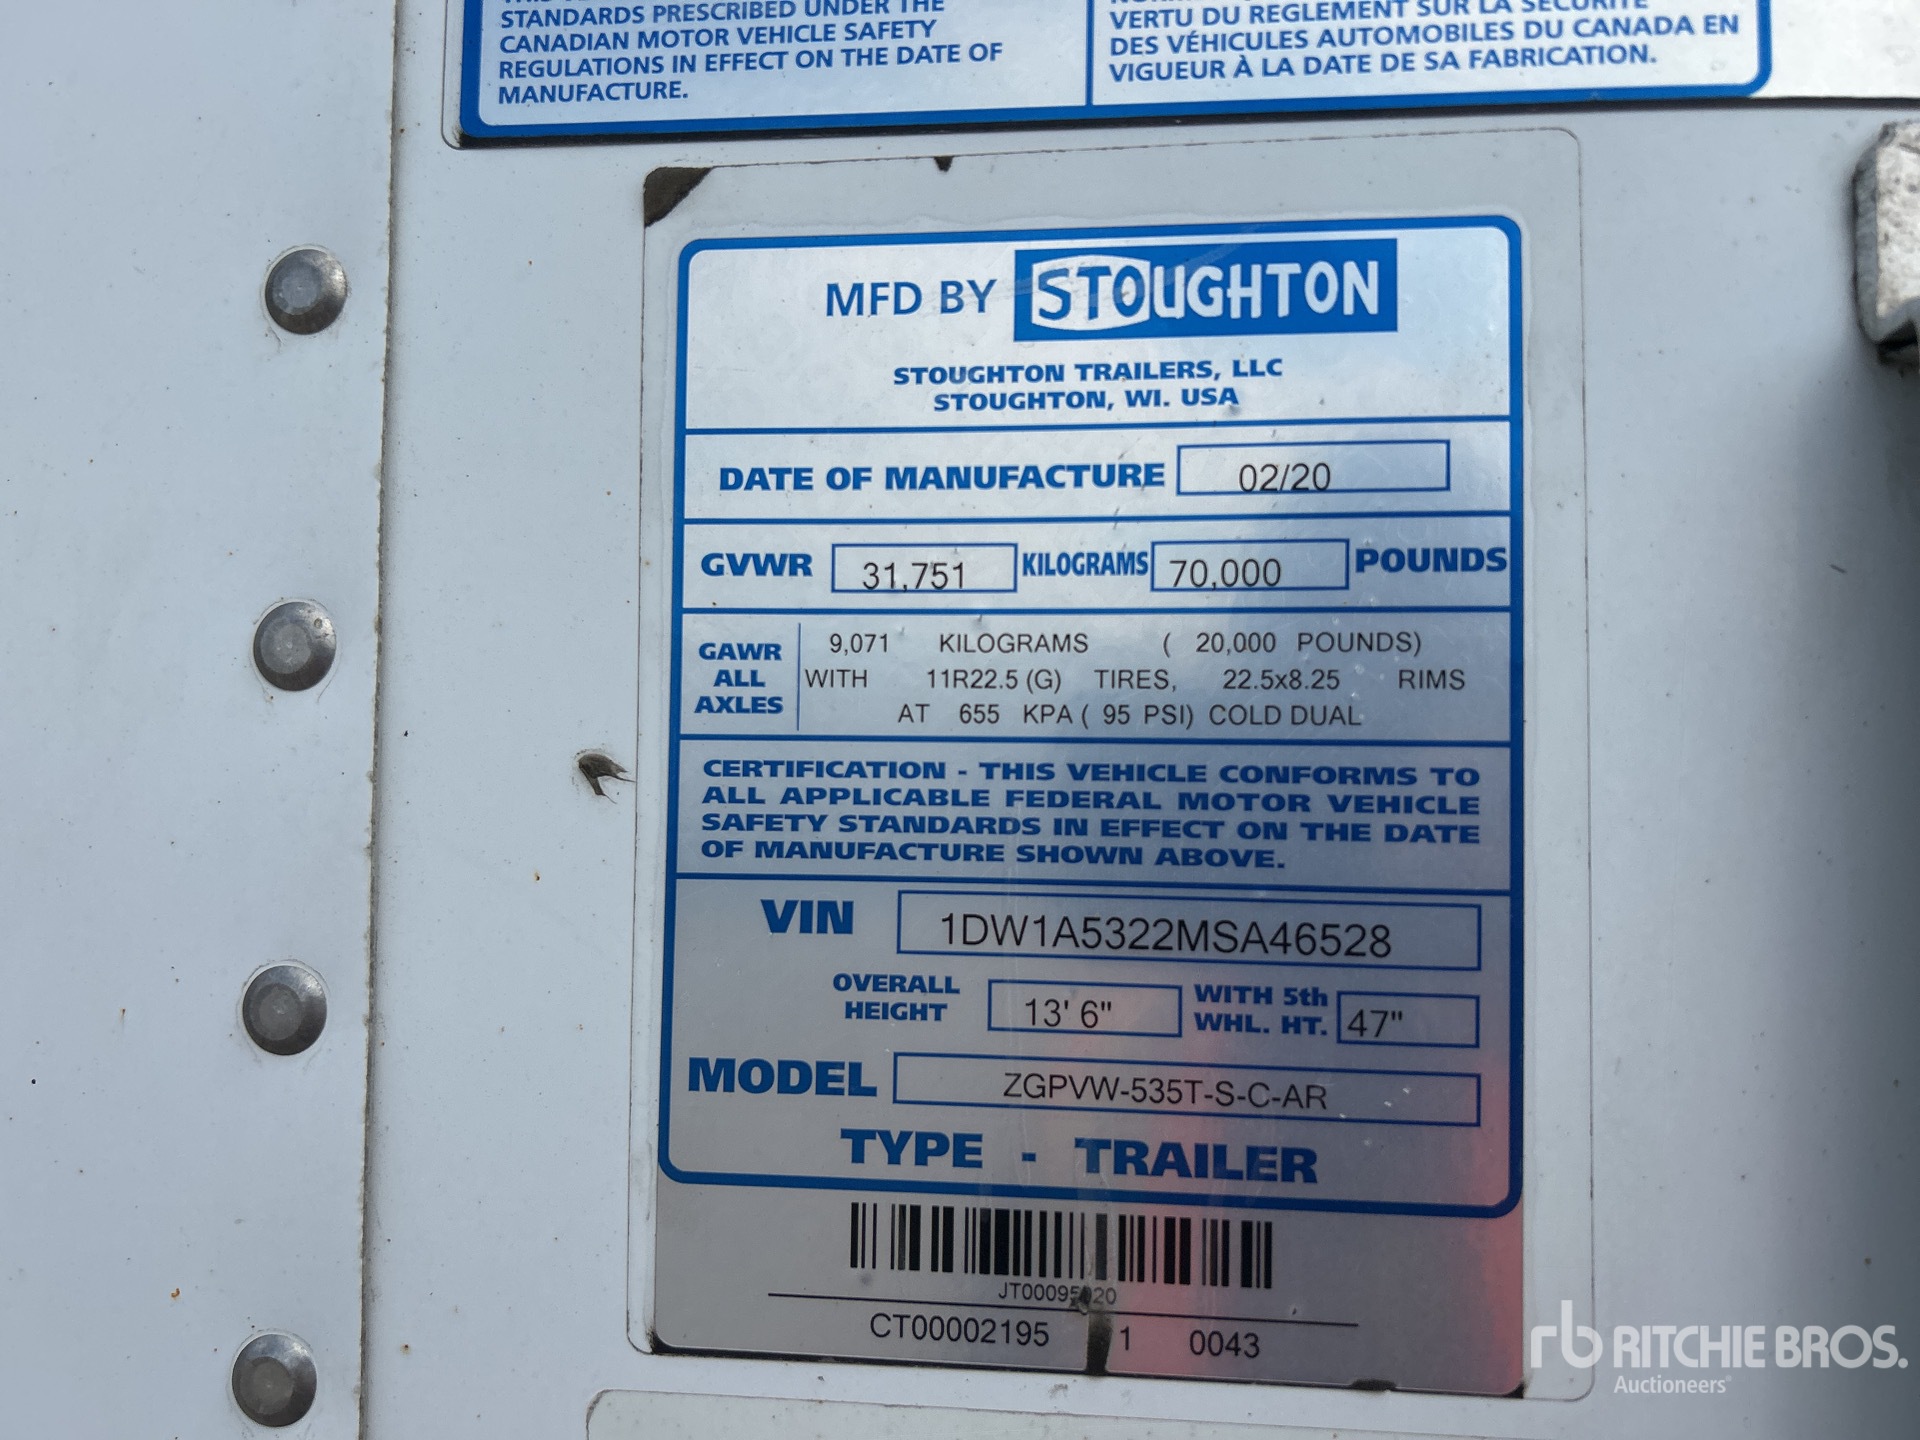 STANDARDS PRESCRIBED UNDER THE
CANADIAN MOTOR VEHICLE SAFETY
REGULATIONS IN EFFECT ON THE DATE OF
MANUFACTURE.
VERTU DU RÈGLEMENT SUR LA SÉCURITÉ
DES VÉHICULES AUTOMOBILES DU CANADA EN
VIGUEUR À LA DATE DE SA FABRICATION.
MFD BY STOUGHTON
STOUGHTON TRAILERS, LLC
STOUGHTON, WI. USA
DATE OF MANUFACTURE 02/20
GVWR 31,751 KILOGRAMS 70,000 POUNDS
GAWR ALL AXLES
9,071 KILOGRAMS ( 20,000 POUNDS)
WITH 11R22.5 (G) TIRES, 22.5x8.25 RIMS
AT 655 KPA ( 95 PSI) COLD DUAL
CERTIFICATION - THIS VEHICLE CONFORMS TO
ALL APPLICABLE FEDERAL MOTOR VEHICLE
SAFETY STANDARDS IN EFFECT ON THE DATE
OF MANUFACTURE SHOWN ABOVE.
VIN 1DW1A5322MSA46528
OVERALL HEIGHT 13' 6" WITH 5th WHL. HT. 47"
MODEL ZGPVW-535T-S-C-AR
TYPE - TRAILER
CT00002195 1 0043
rb RITCHIE BROS.
Auctioneers